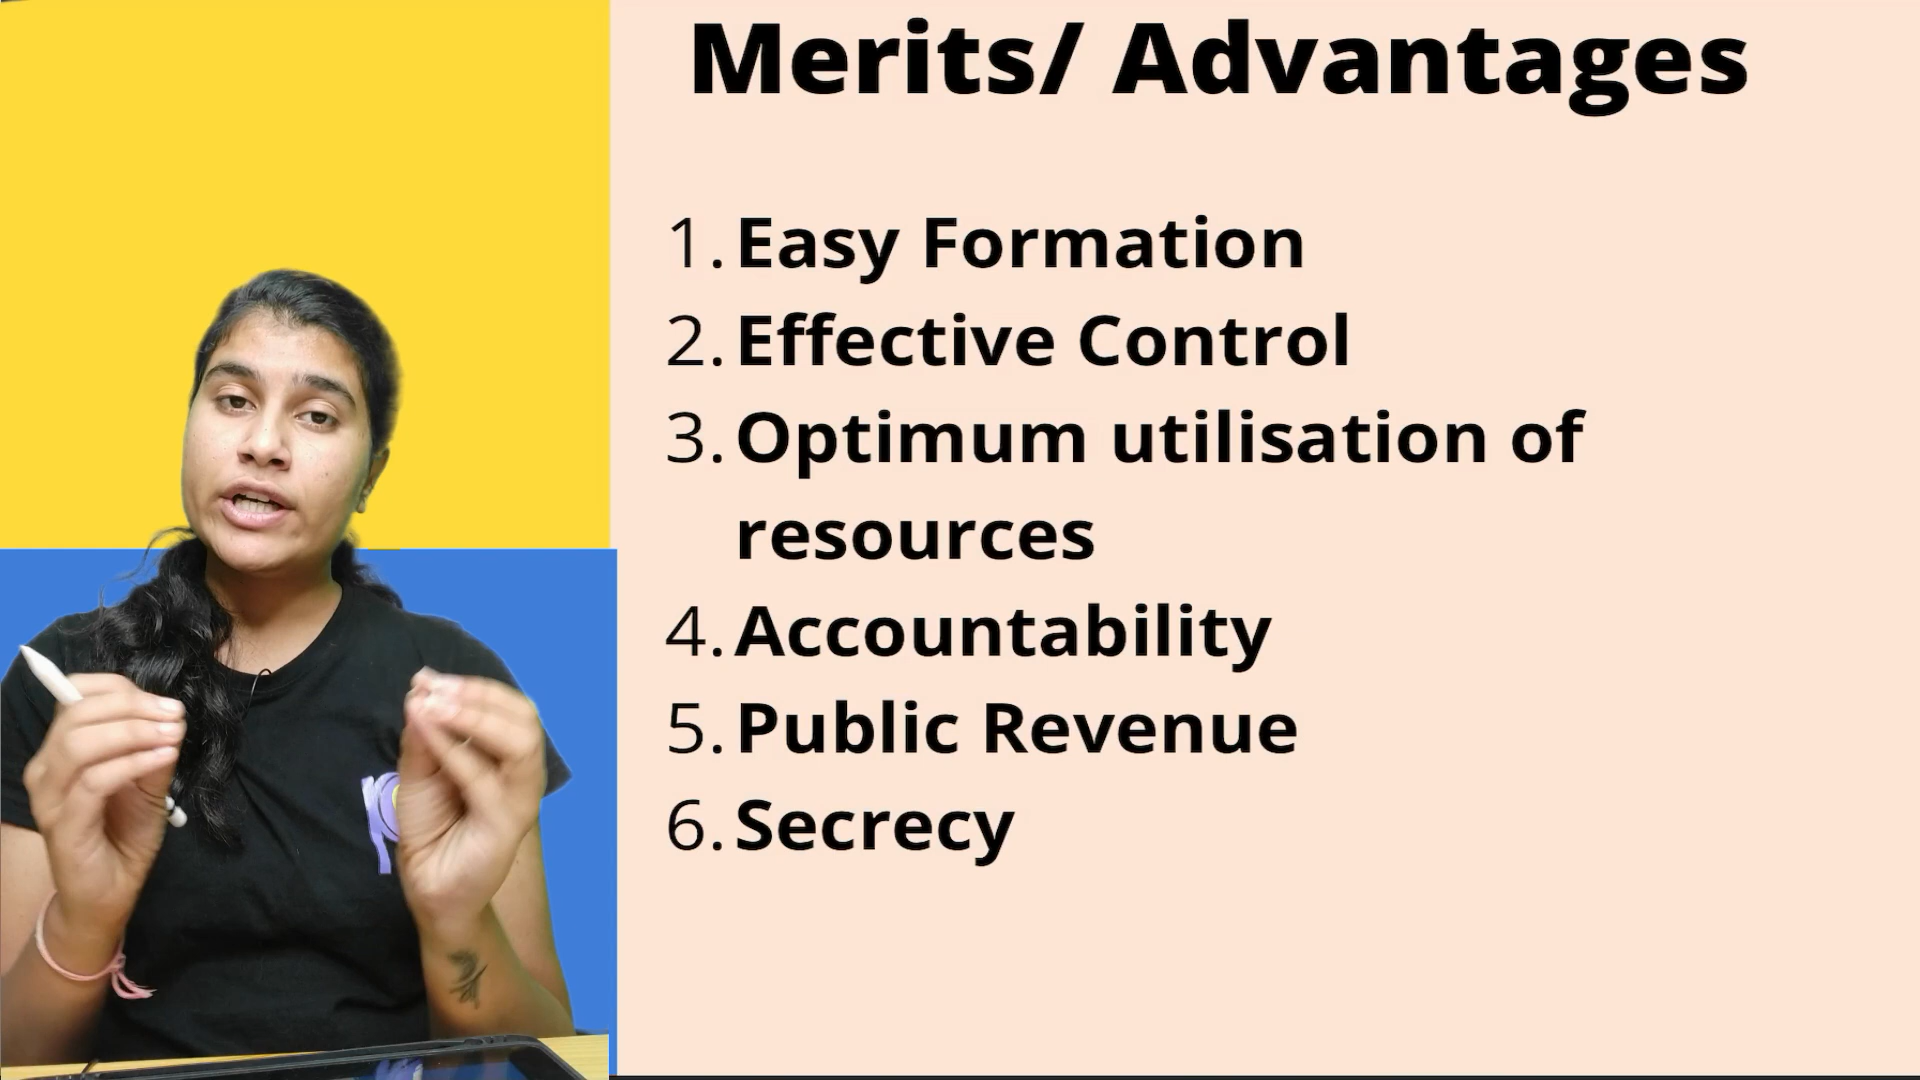 Merits/ Advantages
1. Easy Formation
2. Effective Control
3. Optimum utilisation of
resources
4. Accountability
5. Public Revenue
6. Secrecy